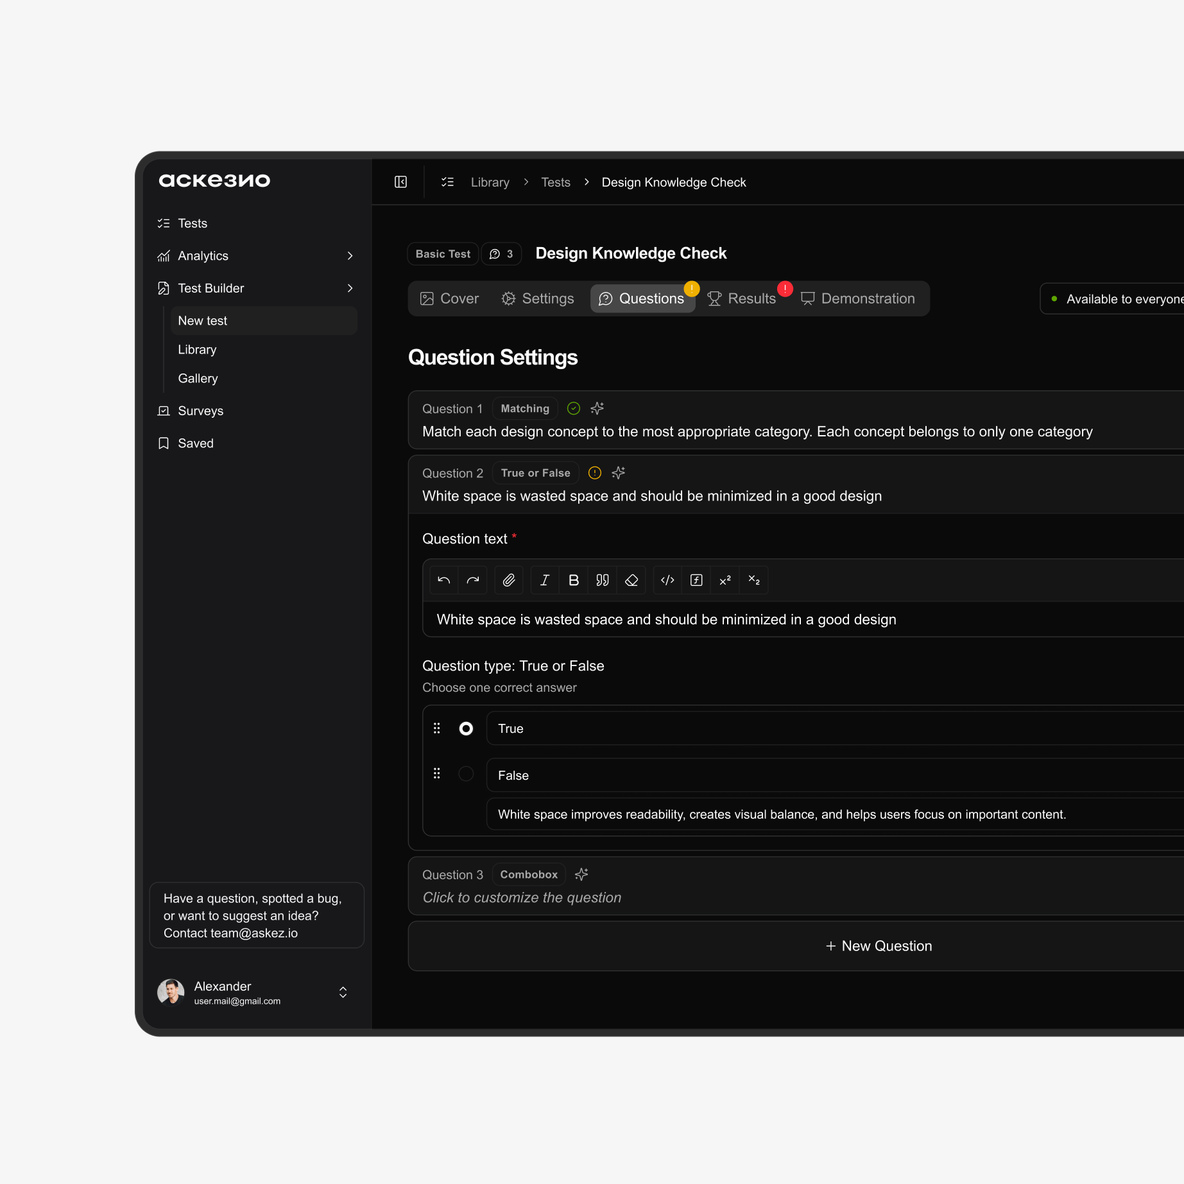 аскезио
Tests
Analytics
Test Builder
New test
Library
Gallery
Surveys
Saved
Have a question, spotted a bug,
or want to suggest an idea?
Contact team@askez.io
Alexander
user.mail@gmail.com
Library > Tests > Design Knowledge Check
Basic Test 3 Design Knowledge Check
Cover Settings Questions ! Results ! Demonstration
Available to everyone
Question Settings
Question 1 Matching
Match each design concept to the most appropriate category. Each concept belongs to only one category
Question 2 True or False
White space is wasted space and should be minimized in a good design
Question text *
White space is wasted space and should be minimized in a good design
Question type: True or False
Choose one correct answer
True
False
White space improves readability, creates visual balance, and helps users focus on important content.
Question 3 Combobox
Click to customize the question
+ New Question